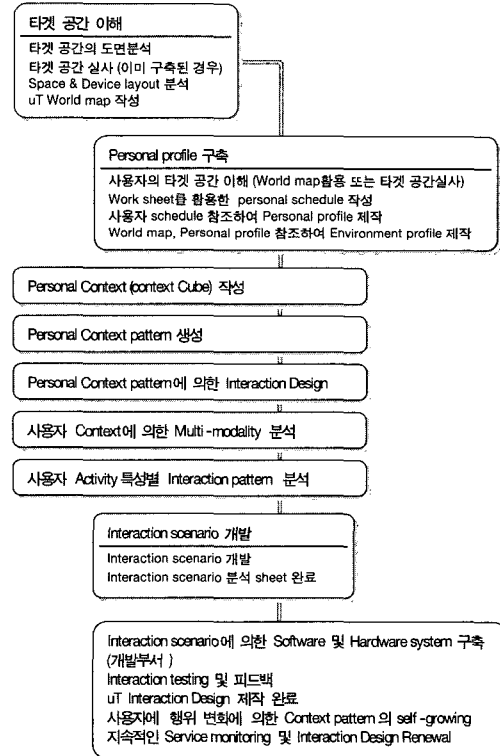 타겟 공간 이해
타겟 공간의 도면분석
타겟 공간 실사 (이미 구축된 경우)
Space & Device layout 분석
uT World map 작성
Personal profile 구축
사용자의 타겟 공간 이해 (World map활용 또는 타겟 공간실사)
Work sheet를 활용한 personal schedule 작성
사용자 schedule 참조하여 Personal profile 제작
World map, Personal profile 참조하여 Environment profile 제작
Personal Context (context Cube) 작성
Personal Context pattern 생성
Personal Context pattern에 의한 Interaction Design
사용자 Context에 의한 Multi-modality 분석
사용자 Activity 특성별 Interaction pattern 분석
Interaction scenario 개발
Interaction scenario 개발
Interaction scenario 분석 sheet 완료
Interaction scenario에 의한 Software 및 Hardware system 구축
(개발부서 )
Interaction testing 및 피드백
uT Interaction Design 제작 완료
사용자에 행위 변화에 의한 Context pattern 의 self-growing
지속적인 Service monitoring 및 Interaction Design Renewal